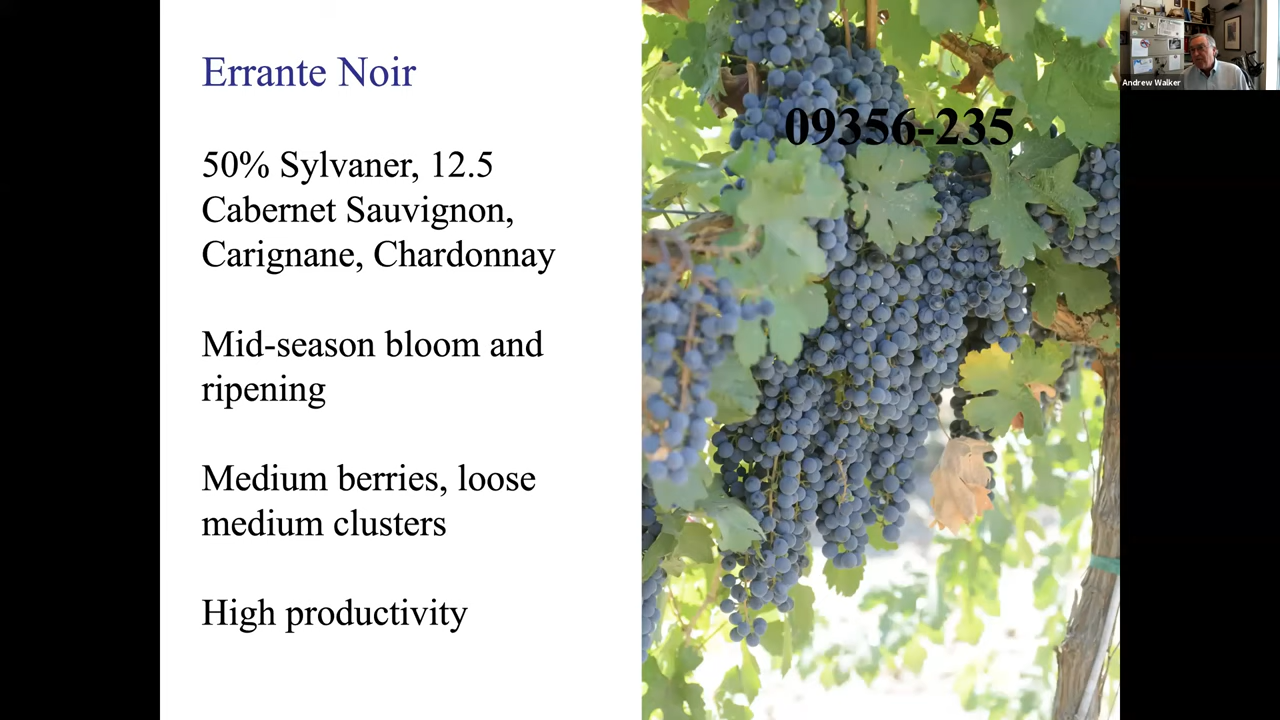 Errante Noir
50% Sylvaner, 12.5
Cabernet Sauvignon,
Carignane, Chardonnay
Mid-season bloom and
ripening
Medium berries, loose
medium clusters
High productivity
09356-235
Andrew Walker